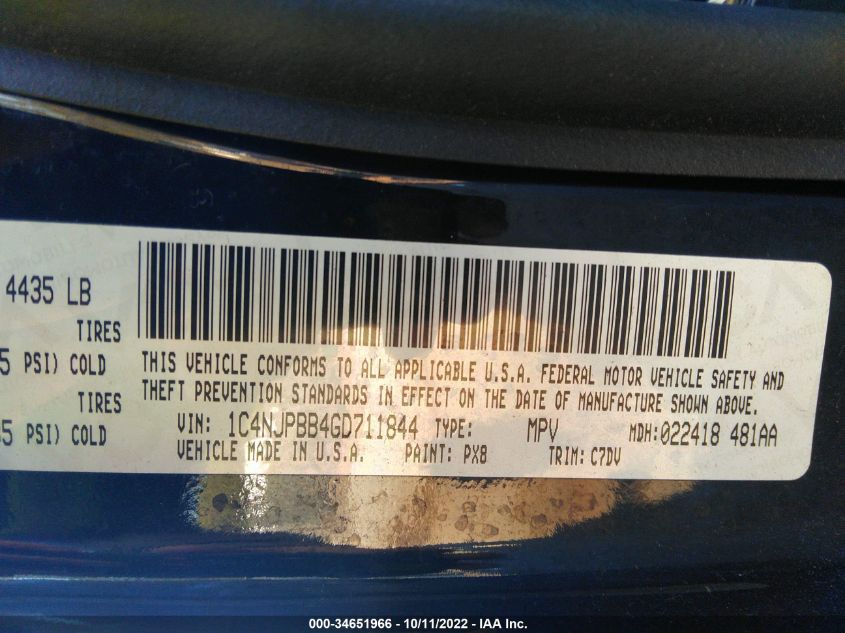 4435 LB
TIRES
5 PSI) COLD
THIS VEHICLE CONFORMS TO ALL APPLICABLE U.S.A. FEDERAL MOTOR VEHICLE SAFETY AND
THEFT PREVENTION STANDARDS IN EFFECT ON THE DATE OF MANUFACTURE SHOWN ABOVE.
TIRES
35 PSI) COLD
VIN: 1C4NJPBB4GD711844 TYPE: MPV MDH:022418 481AA
VEHICLE MADE IN U.S.A. PAINT: PX8 TRIM: C7DV
000-34651966 - 10/11/2022 - IAA Inc.